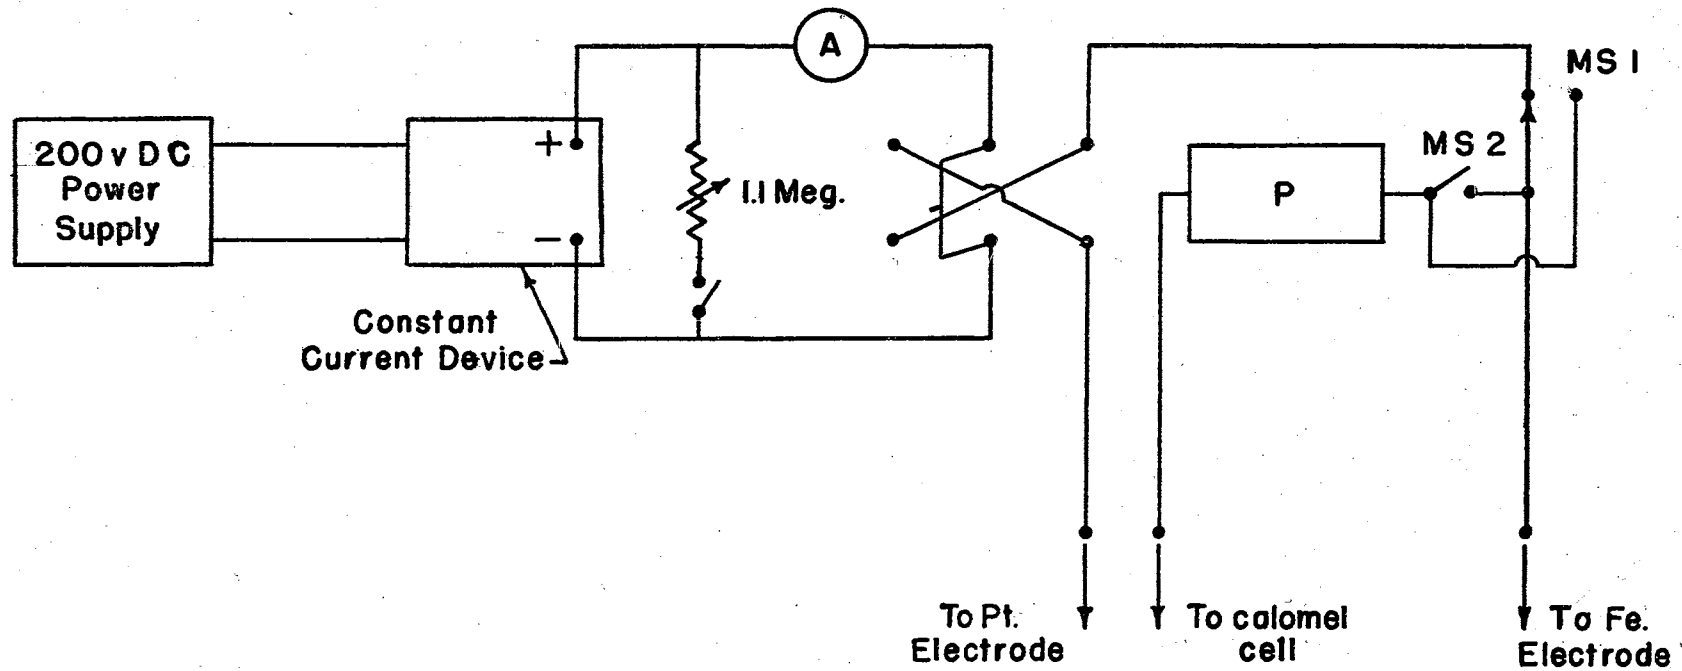 200 v DC
Power
Supply
+
−
Constant
Current Device
1.1 Meg.
A
P
MS 1
MS 2
To Pt.
Electrode
To calomel
cell
To Fe.
Electrode